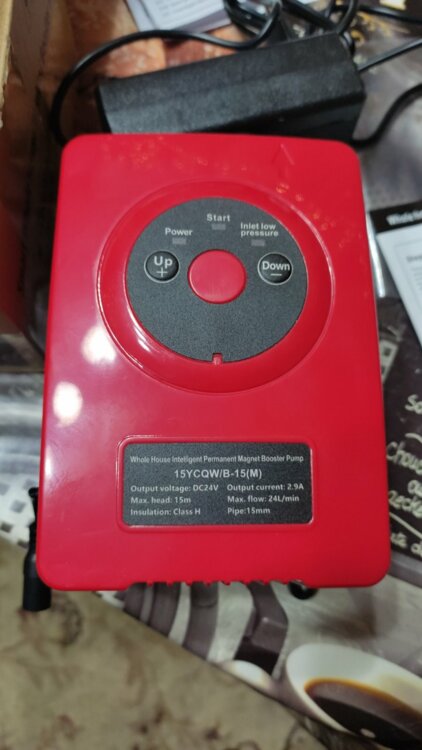 Start
Power
Inlet low
pressure
Up
+
Down
−
Whole House Intelligent Permanent Magnet Booster Pump
15YCQW/B-15(M)
Output voltage: DC24V Output current: 2.9A
Max. head: 15m Max. flow: 24L/min
Insulation: Class H Pipe:15mm